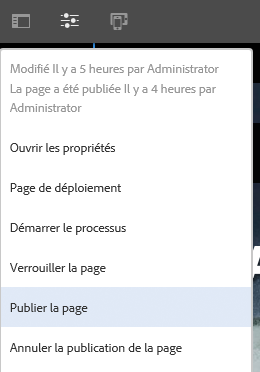 Modifié Il y a 5 heures par Administrator
La page a été publiée Il y a 4 heures par
Administrator
Ouvrir les propriétés
Page de déploiement
Démarrer le processus
Verrouiller la page
Publier la page
Annuler la publication de la page